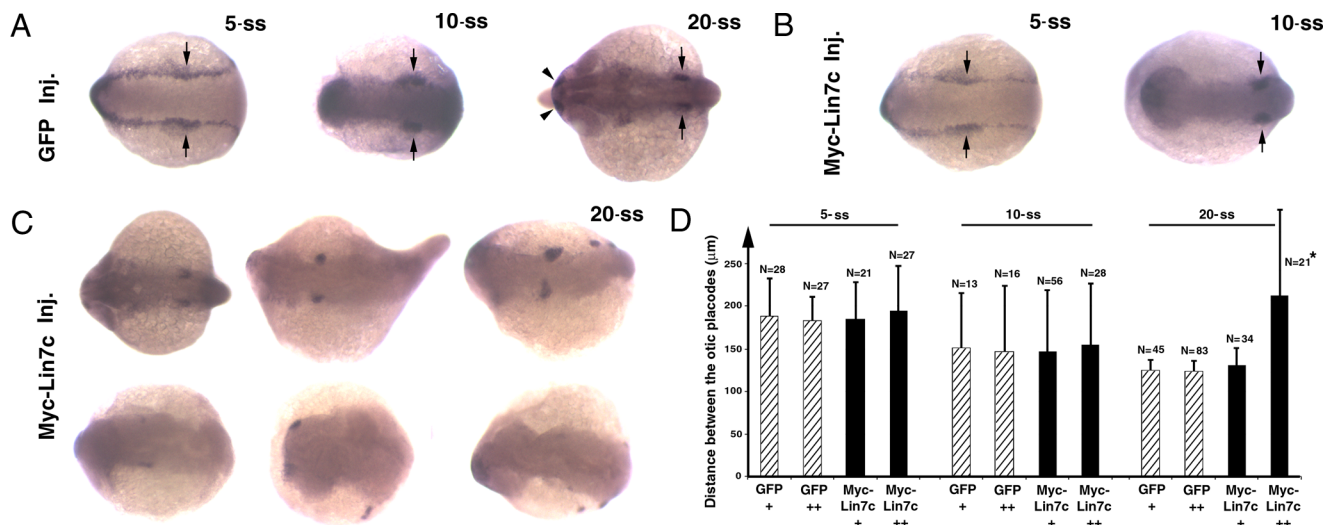 A
5-ss
10-ss
20-ss
GFP Inj.
B
5-ss
10-ss
Myc-Lin7c Inj.
C
20-ss
Myc-Lin7c Inj.
D
5-ss
10-ss
20-ss
Distance between the otic placodes (µm)
250
200
150
100
50
0
N=28
N=27
N=21
N=27
N=13
N=16
N=56
N=28
N=45
N=83
N=34
N=21*
GFP
+
GFP
++
Myc-
Lin7c
+
Myc-
Lin7c
++
GFP
+
GFP
++
Myc-
Lin7c
+
Myc-
Lin7c
++
GFP
+
GFP
++
Myc-
Lin7c
+
Myc-
Lin7c
++